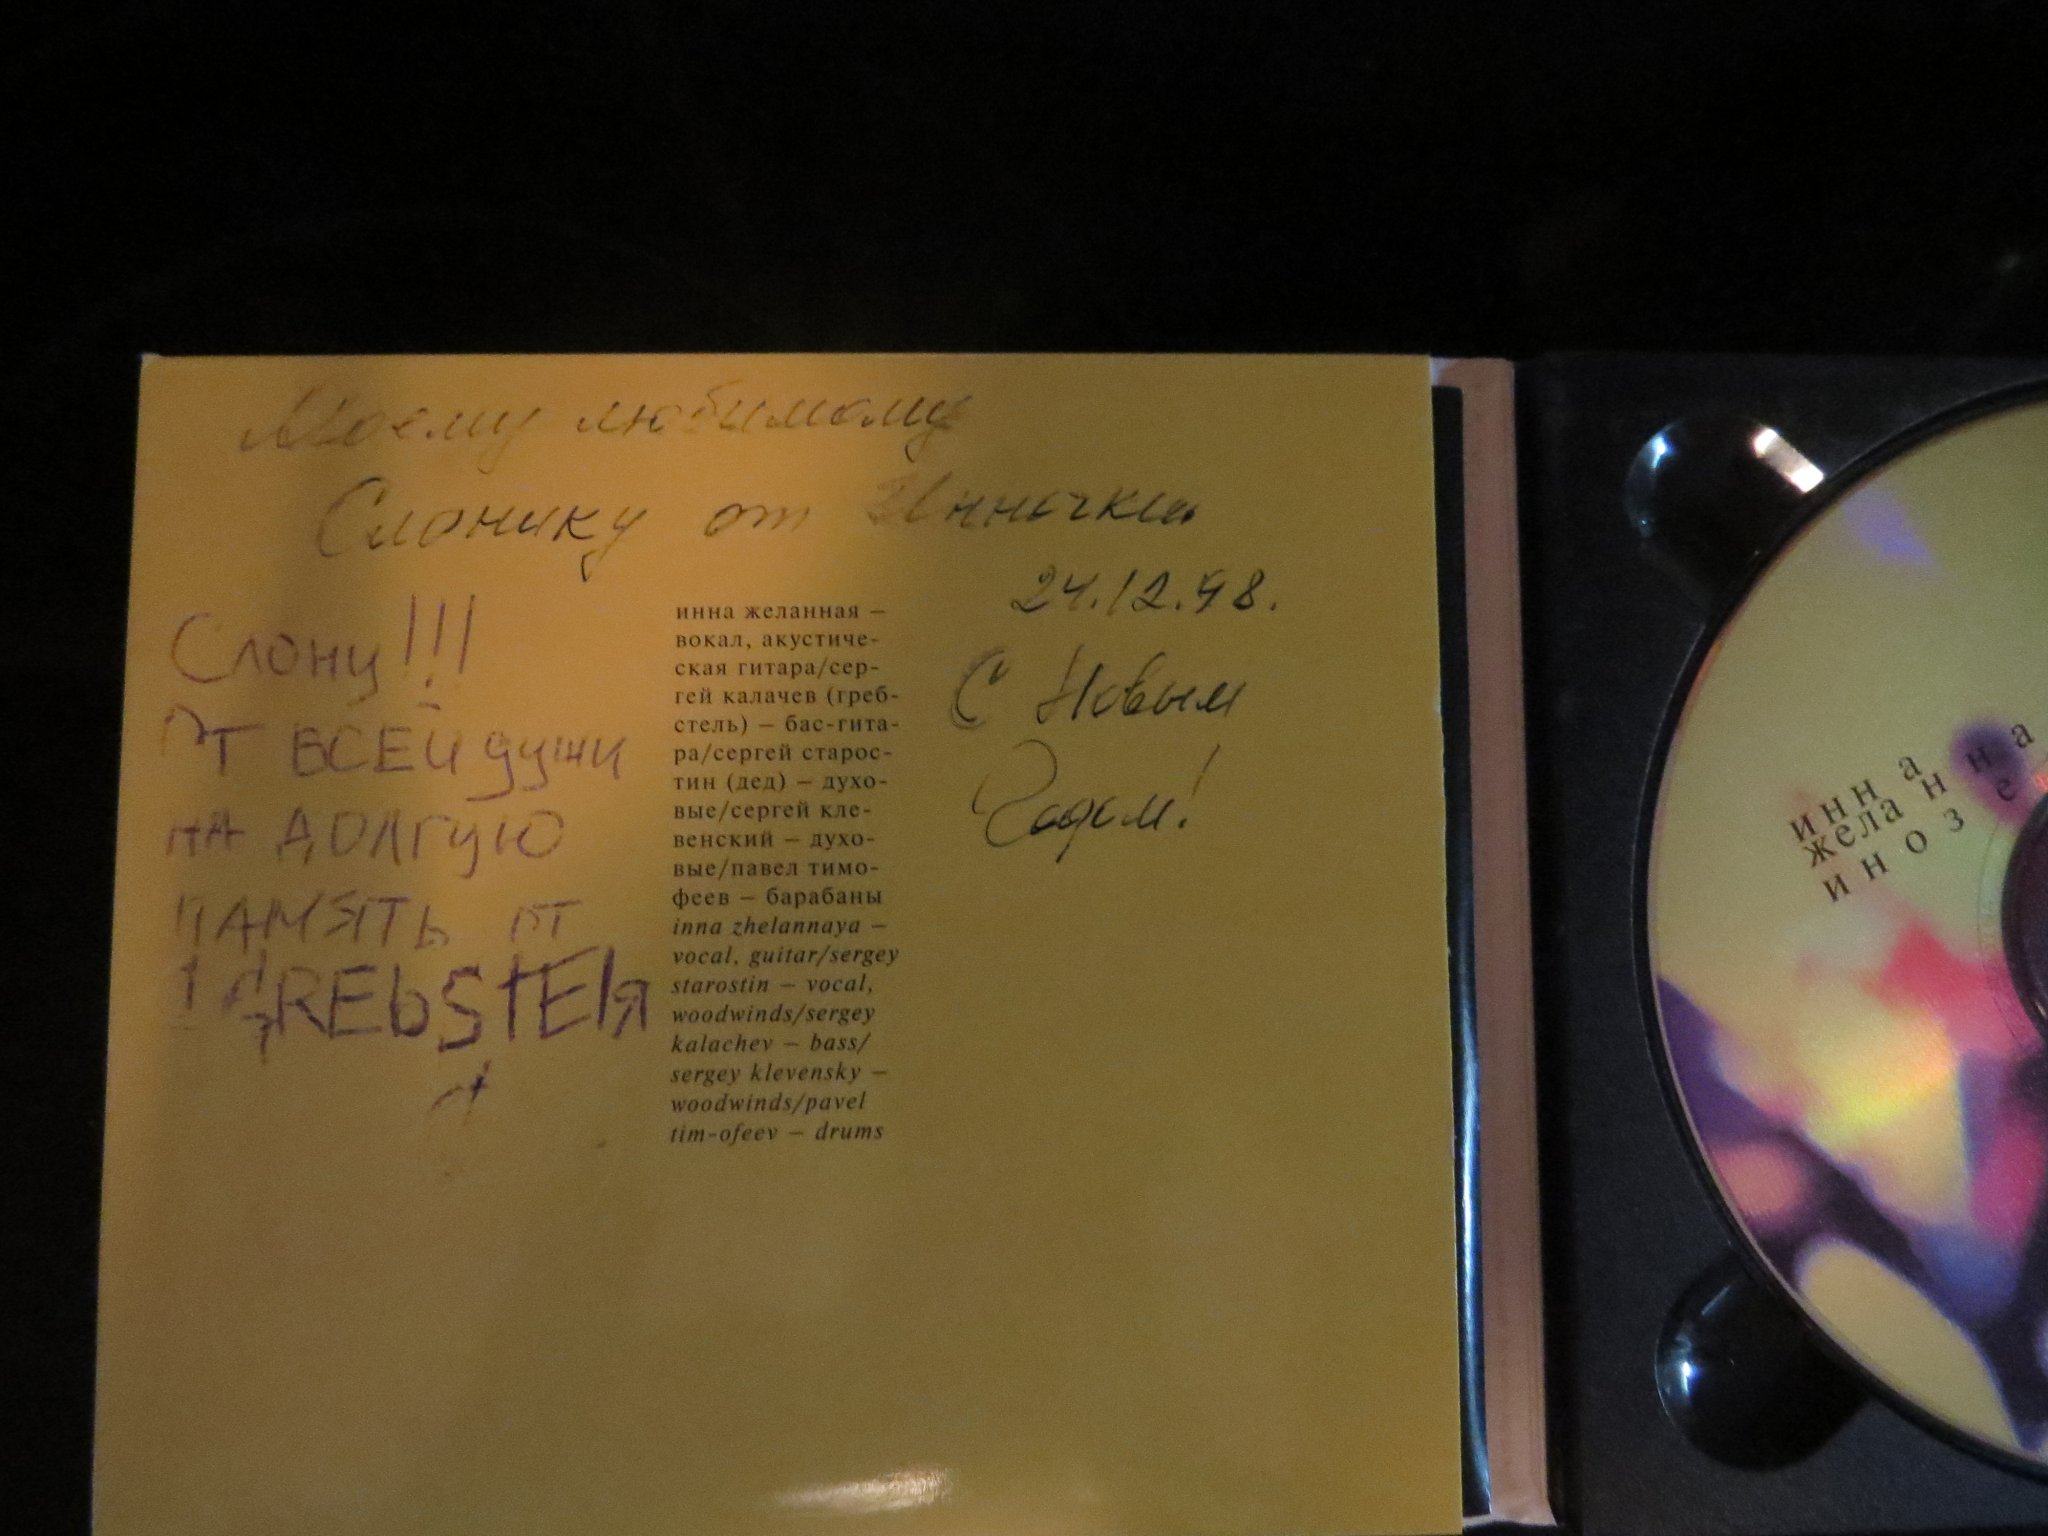 Моему любимому
Слонику от Инночки
24.12.98.
С Новым
Годом!
Слону!!!
От ВСЕЙ души
НА ДОЛГУЮ
ПАМЯТЬ ОТ
GREbStElЯ
инна желанная –
вокал, акустиче-
ская гитара/сер-
гей калачев (греб-
стель) – бас-гита-
ра/сергей старос-
тин (дед) – духо-
вые/сергей кле-
венский – духо-
вые/павел тимо-
феев – барабаны
inna zhelannaya –
vocal, guitar/sergey
starostin – vocal,
woodwinds/sergey
kalachev – bass/
sergey klevensky –
woodwinds/pavel
tim-ofeev – drums
инна
желанна
инозе